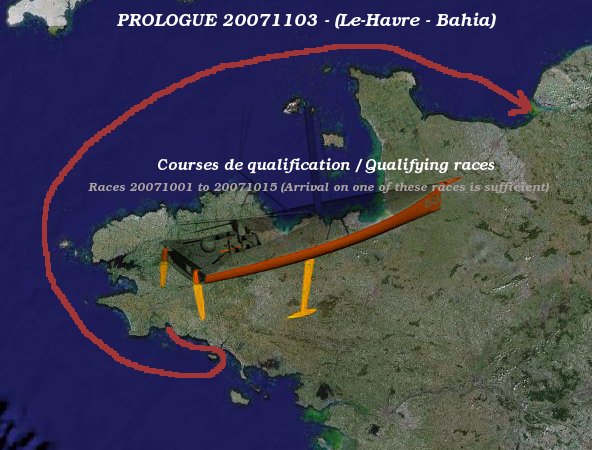 PROLOGUE 20071103 - (Le-Havre - Bahia)
Courses de qualification / Qualifying races
Races 20071001 to 20071015 (Arrival on one of these races is sufficient)